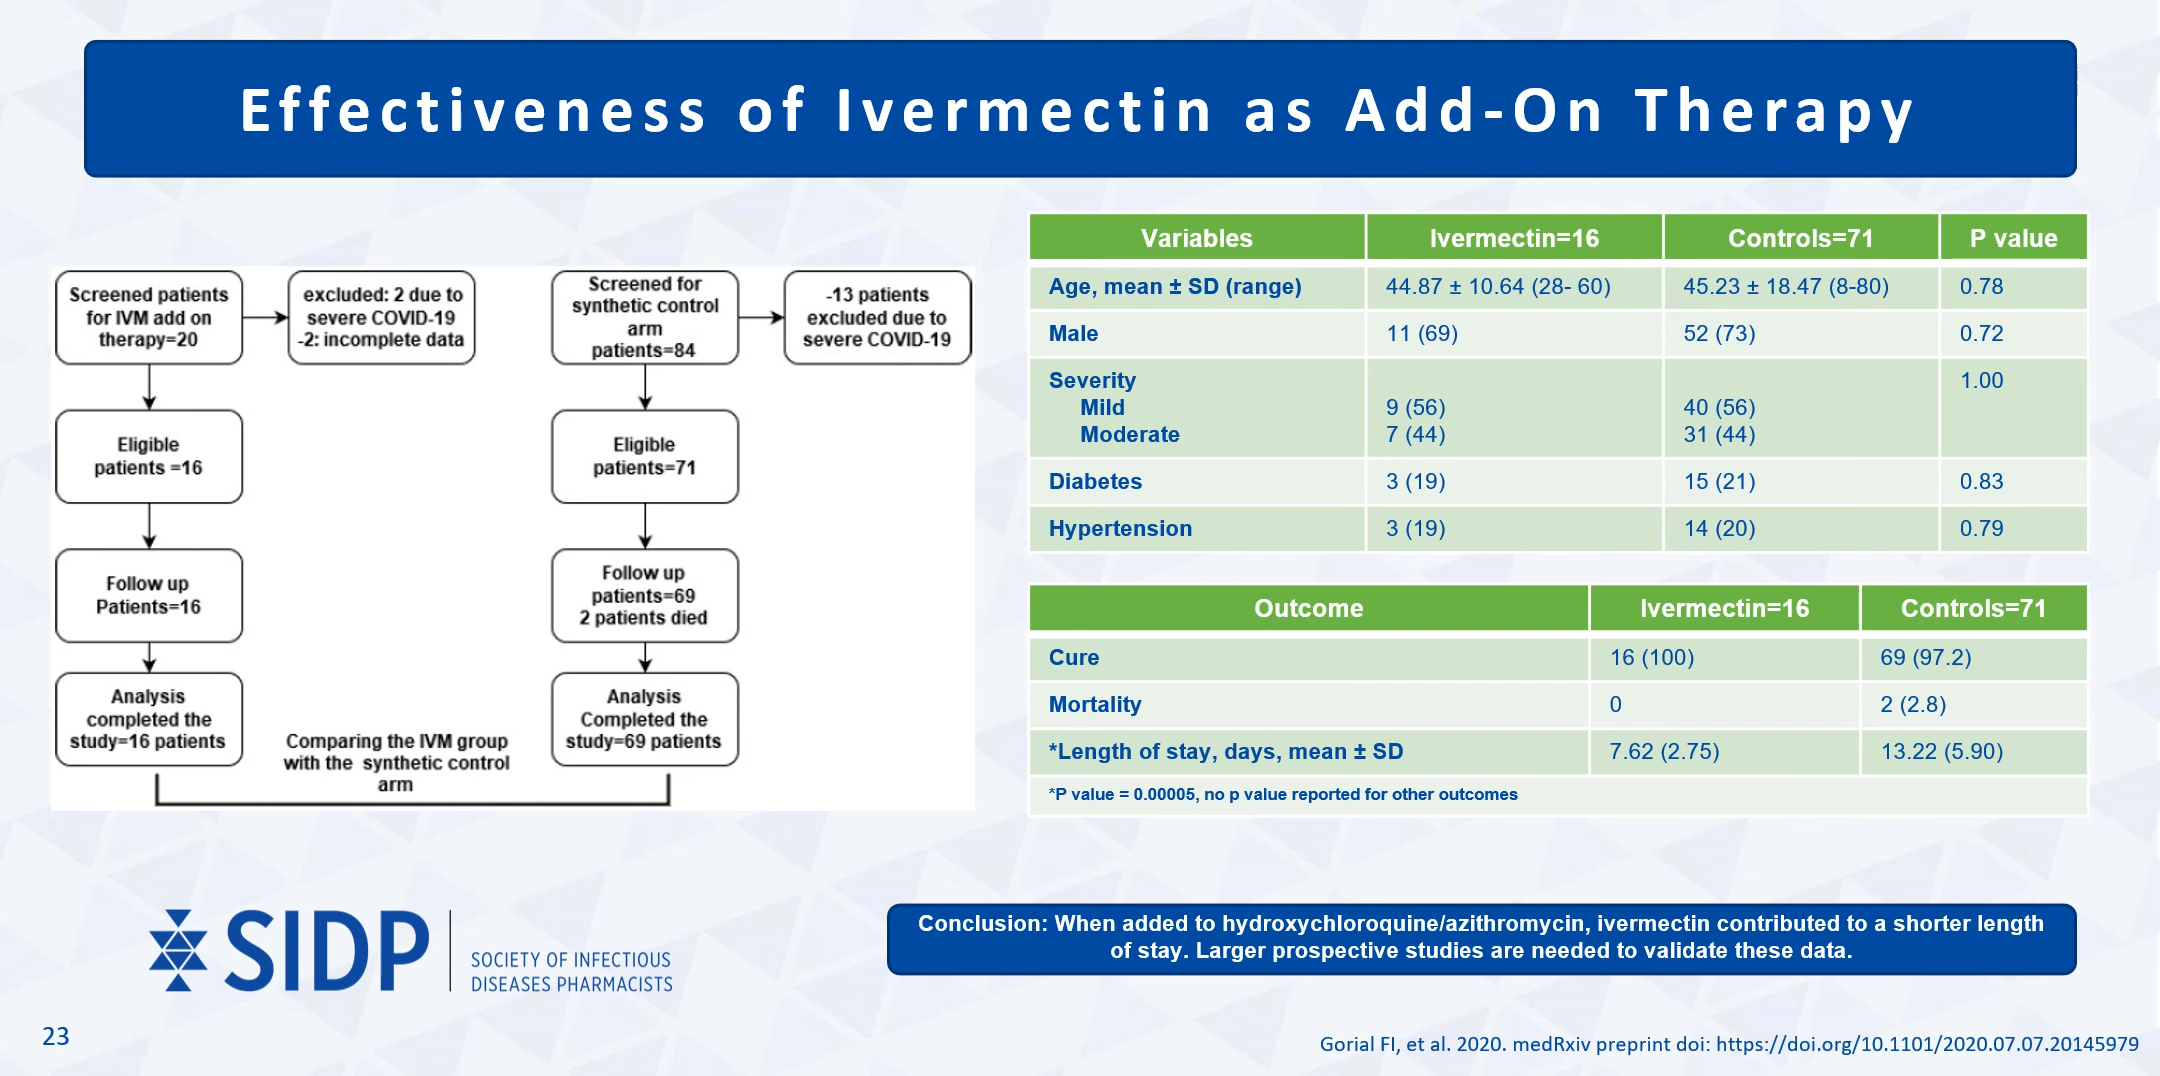 Effectiveness of Ivermectin as Add-On Therapy
Screened patients
for IVM add on
therapy=20
excluded: 2 due to
severe COVID-19
-2: incomplete data
Eligible
patients =16
Follow up
Patients=16
Analysis
completed the
study=16 patients
Screened for
synthetic control
arm
patients=84
-13 patients
excluded due to
severe COVID-19
Eligible
patients=71
Follow up
patients=69
2 patients died
Analysis
Completed the
study=69 patients
Comparing the IVM group
with the synthetic control
arm
Variables Ivermectin=16 Controls=71 P value
Age, mean ± SD (range) 44.87 ± 10.64 (28- 60) 45.23 ± 18.47 (8-80) 0.78
Male 11 (69) 52 (73) 0.72
Severity 1.00
Mild 9 (56) 40 (56)
Moderate 7 (44) 31 (44)
Diabetes 3 (19) 15 (21) 0.83
Hypertension 3 (19) 14 (20) 0.79
Outcome Ivermectin=16 Controls=71
Cure 16 (100) 69 (97.2)
Mortality 0 2 (2.8)
*Length of stay, days, mean ± SD 7.62 (2.75) 13.22 (5.90)
*P value = 0.00005, no p value reported for other outcomes
Conclusion: When added to hydroxychloroquine/azithromycin, ivermectin contributed to a shorter length
of stay. Larger prospective studies are needed to validate these data.
SIDP
SOCIETY OF INFECTIOUS
DISEASES PHARMACISTS
23
Gorial FI, et al. 2020. medRxiv preprint doi: https://doi.org/10.1101/2020.07.07.20145979